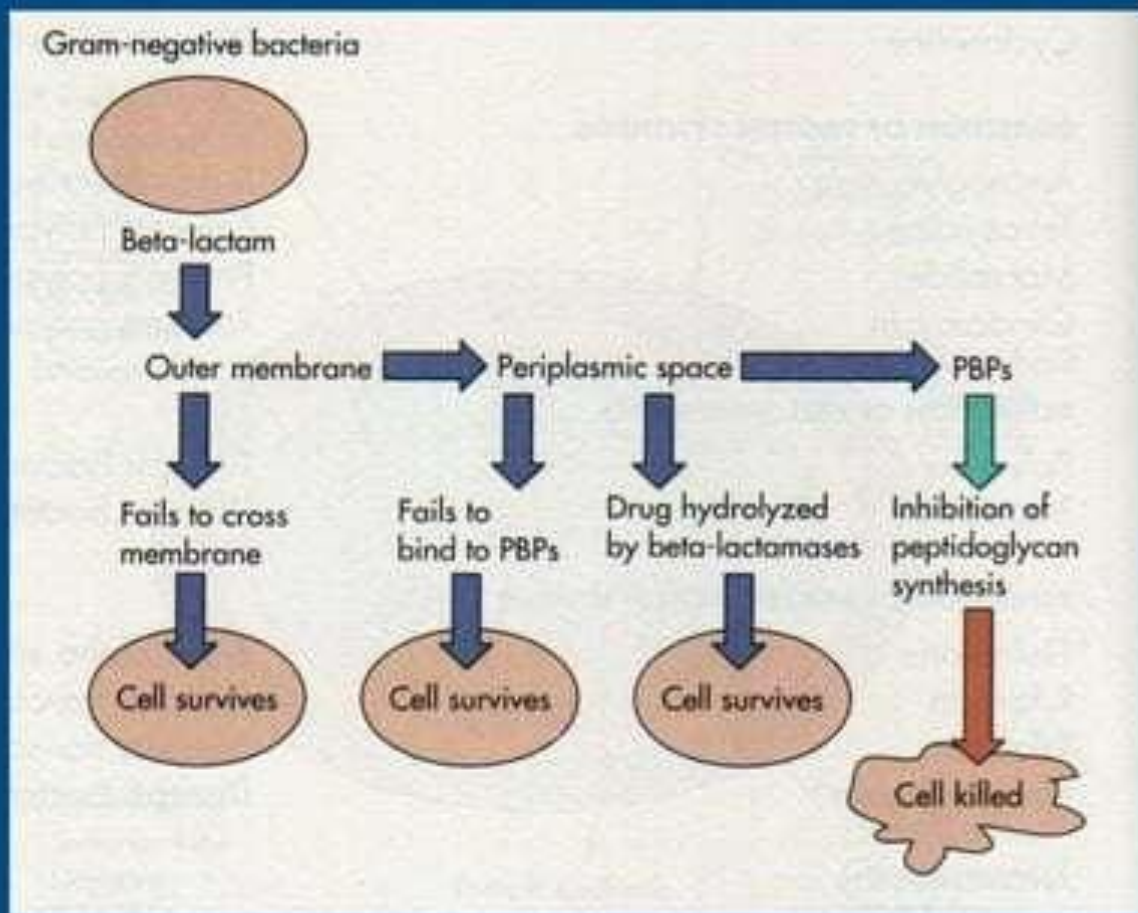 Gram-negative bacteria
Beta-lactam
Outer membrane
Periplasmic space
PBPs
Fails to cross
membrane
Fails to
bind to PBPs
Drug hydrolyzed
by beta-lactamases
Inhibition of
peptidoglycan
synthesis
Cell survives
Cell survives
Cell survives
Cell killed